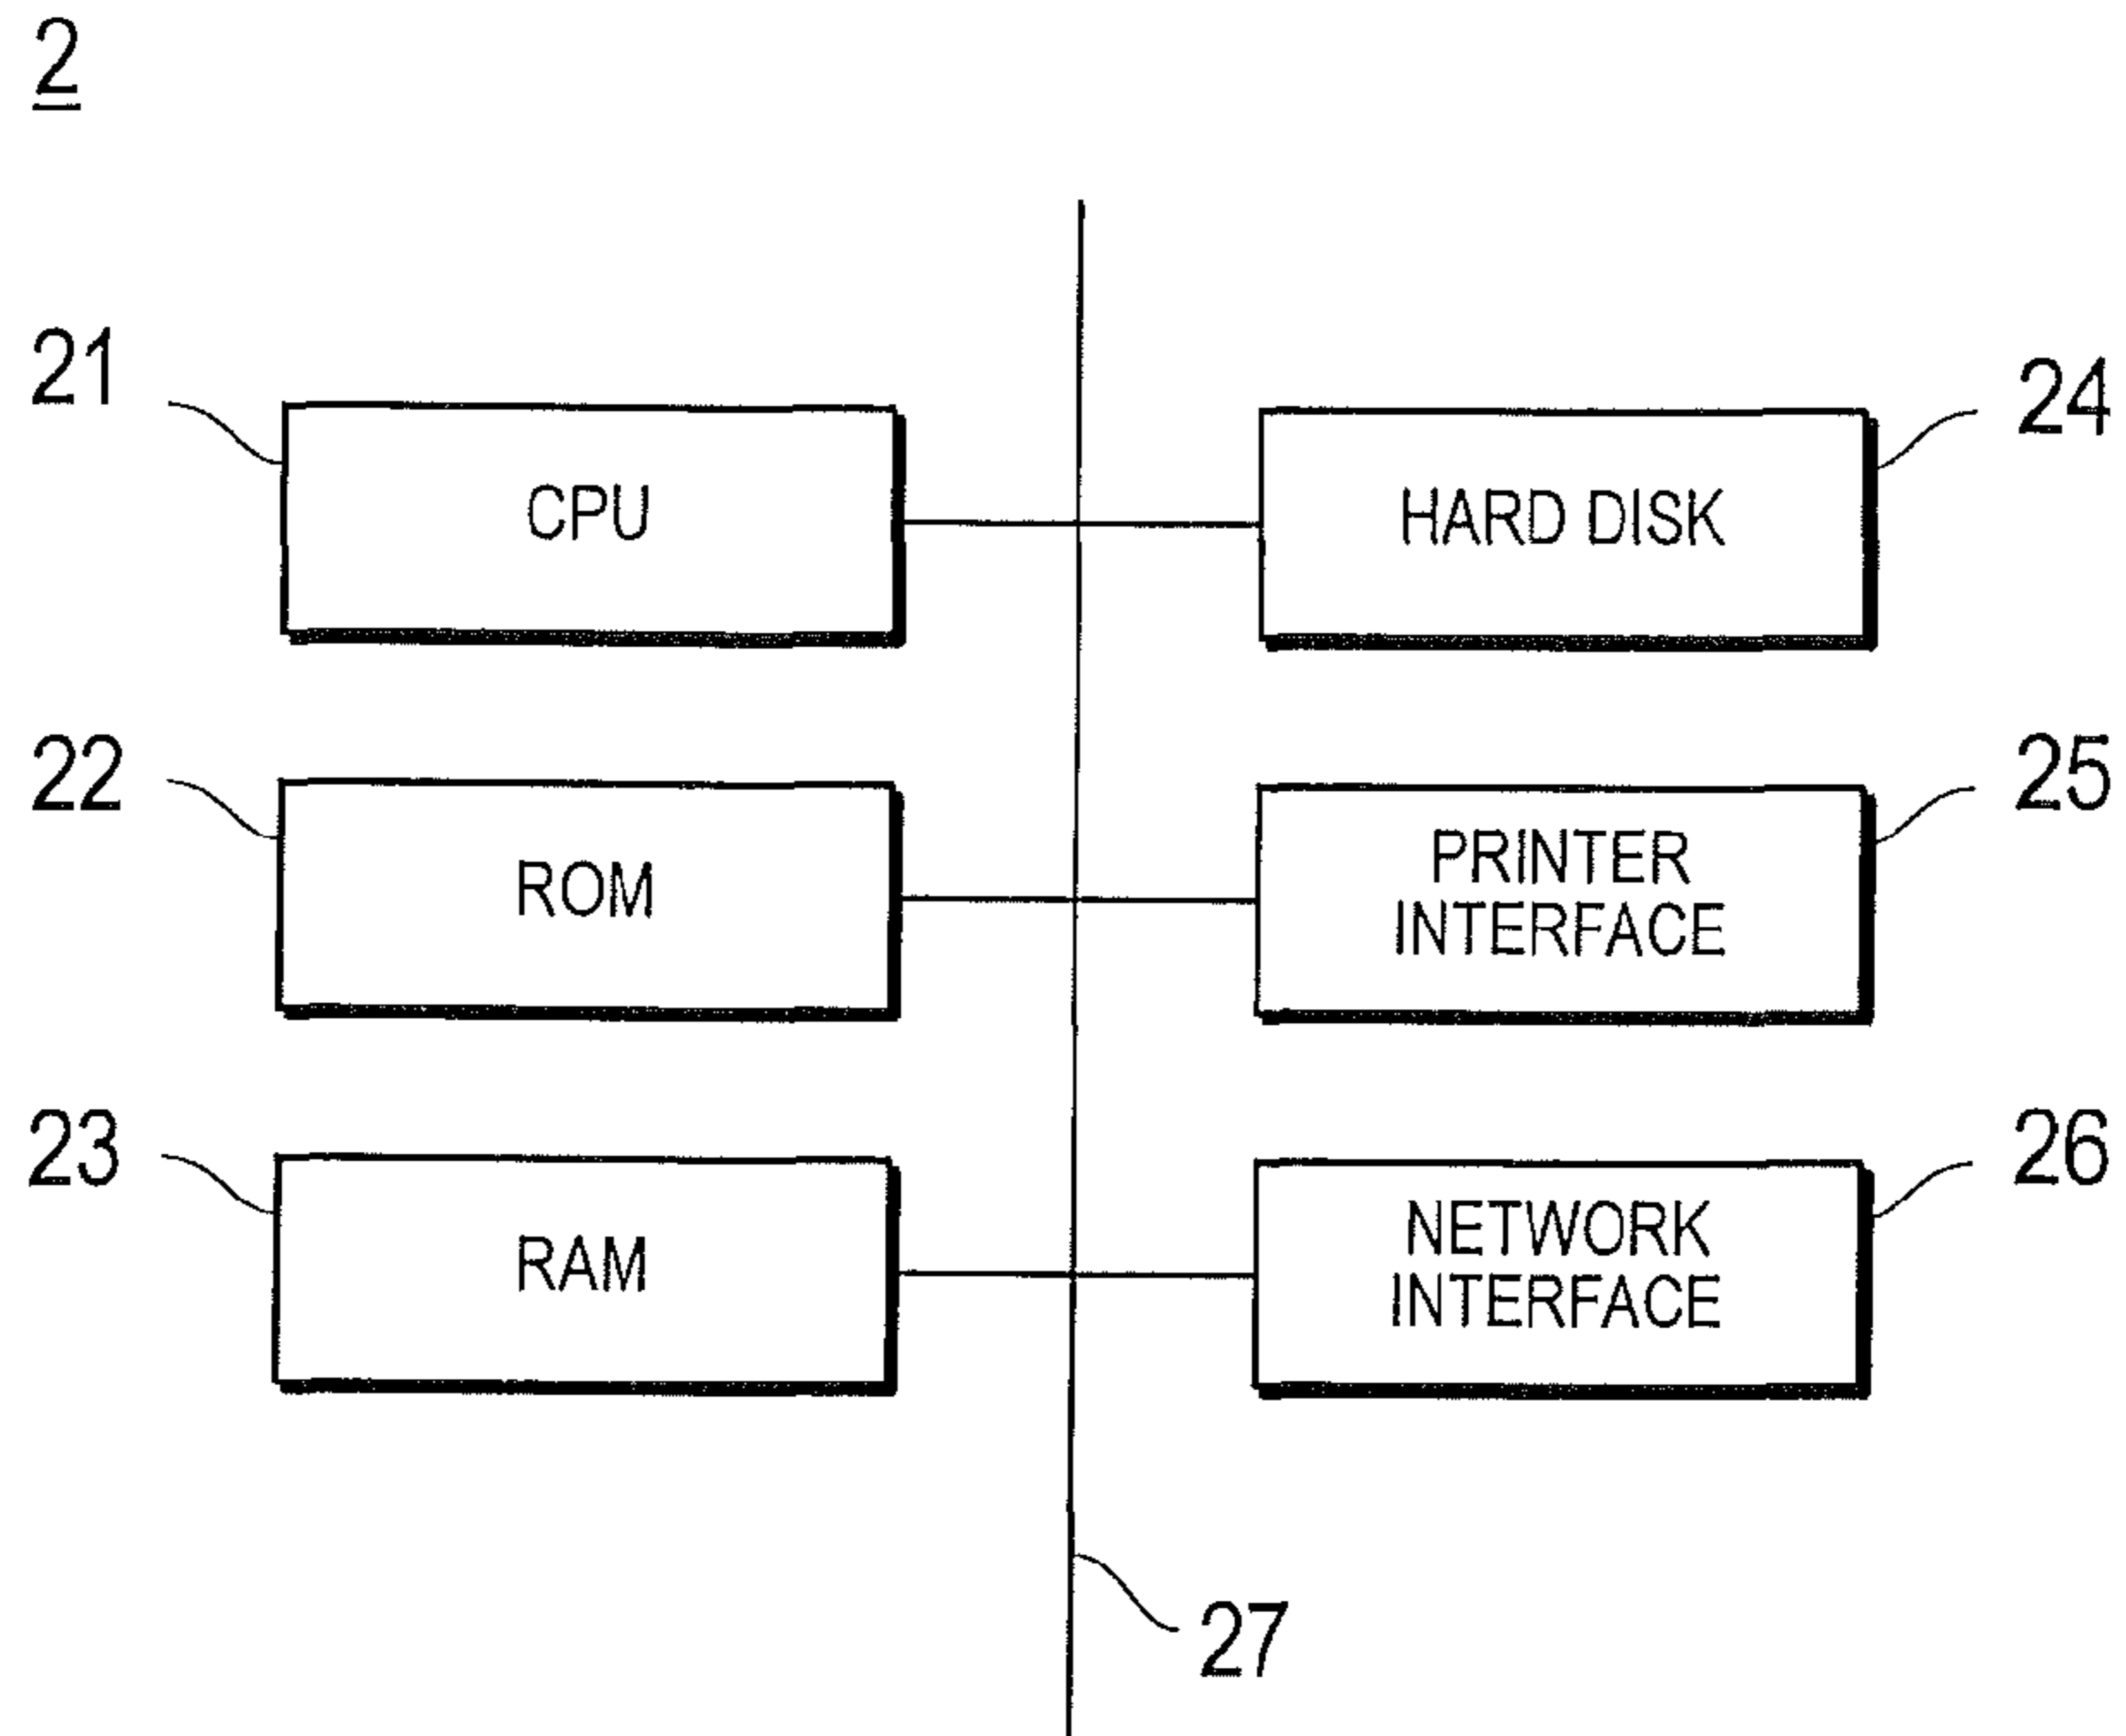 2
21
CPU
24
HARD DISK
22
ROM
25
PRINTER
INTERFACE
23
RAM
26
NETWORK
INTERFACE
27